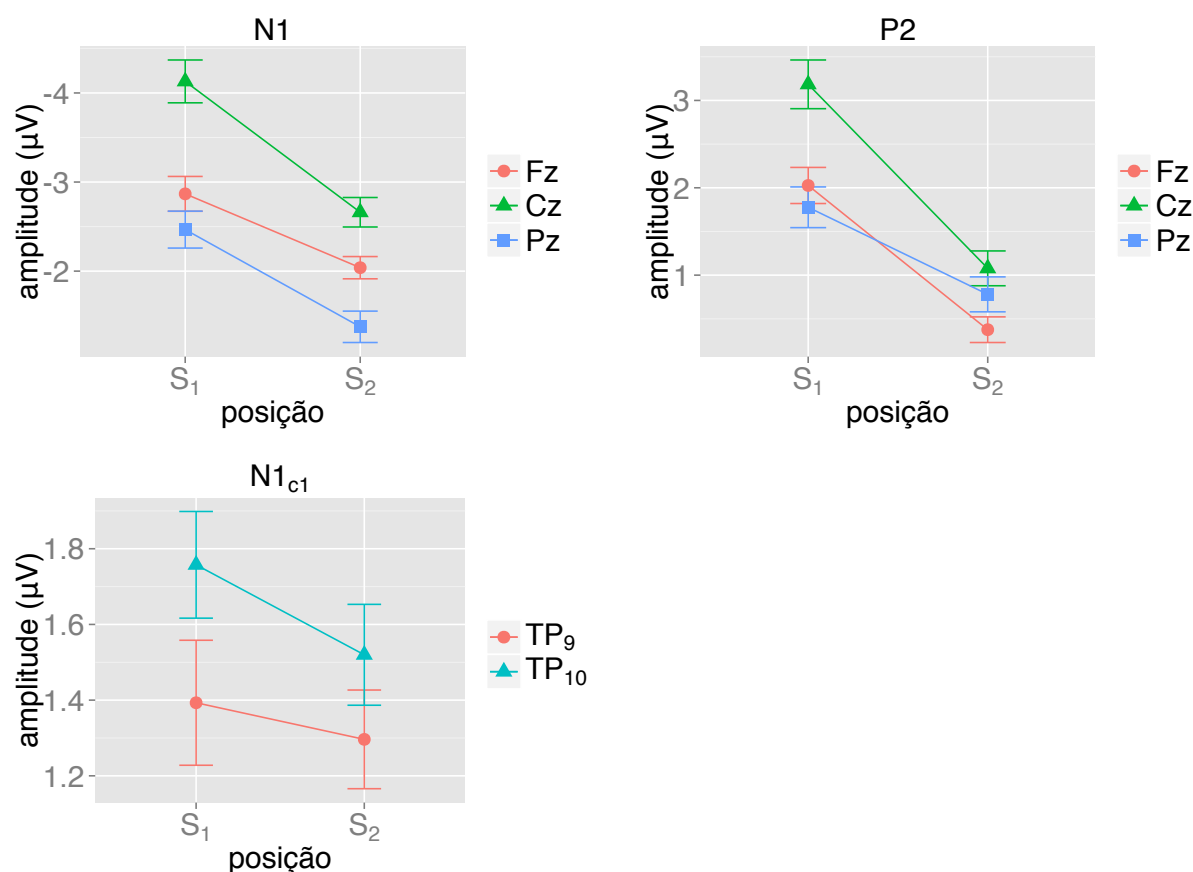 N1
amplitude (µV)
-4
-3
-2
S1
S2
posição
Fz
Cz
Pz
P2
amplitude (µV)
3
2
1
S1
S2
posição
Fz
Cz
Pz
N1c1
amplitude (µV)
1.8
1.6
1.4
1.2
S1
S2
posição
TP9
TP10